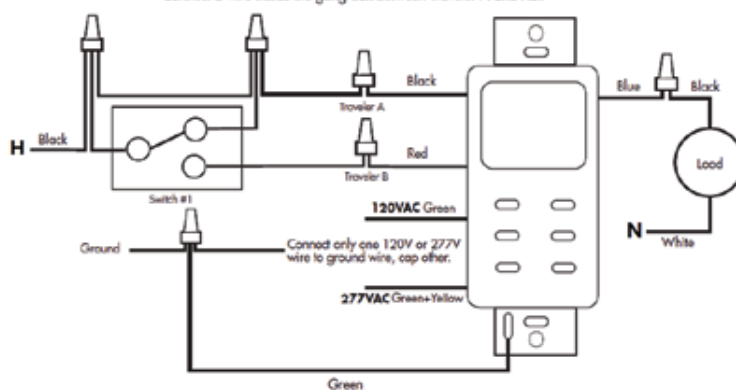 Black
Blue
Black
Traveler A
H
Black
Red
Load
Traveler B
Switch #1
120VAC Green
N
White
Ground
Connect only one 120V or 277V
wire to ground wire, cap other.
277VAC Green+Yellow
Green